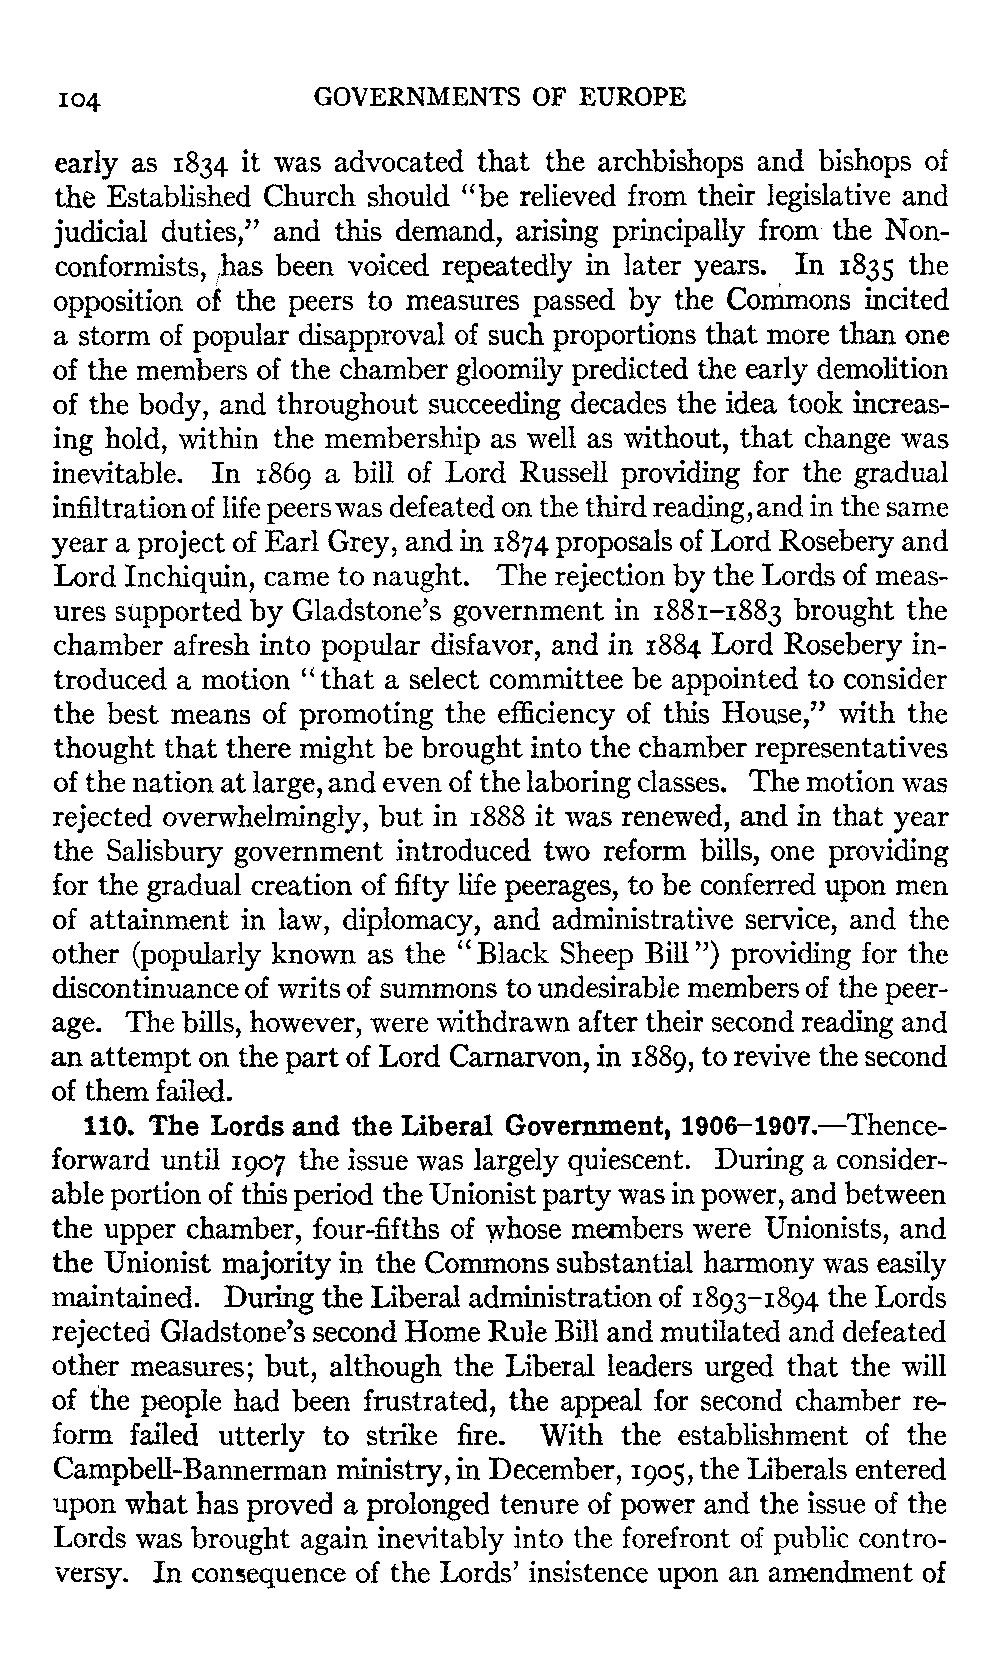 104 GOVERNMENTS OF EUROPE
early as 1834 it was advocated that the archbishops and bishops of
the Established Church should “be relieved from their legislative and
judicial duties,” and this demand, arising principally from the Non-
conformists, has been voiced repeatedly in later years. In 1835 the
opposition of the peers to measures passed by the Commons incited
a storm of popular disapproval of such proportions that more than one
of the members of the chamber gloomily predicted the early demolition
of the body, and throughout succeeding decades the idea took increas-
ing hold, within the membership as well as without, that change was
inevitable. In 1869 a bill of Lord Russell providing for the gradual
infiltration of life peers was defeated on the third reading, and in the same
year a project of Earl Grey, and in 1874 proposals of Lord Rosebery and
Lord Inchiquin, came to naught. The rejection by the Lords of meas-
ures supported by Gladstone’s government in 1881–1883 brought the
chamber afresh into popular disfavor, and in 1884 Lord Rosebery in-
troduced a motion “that a select committee be appointed to consider
the best means of promoting the efficiency of this House,” with the
thought that there might be brought into the chamber representatives
of the nation at large, and even of the laboring classes. The motion was
rejected overwhelmingly, but in 1888 it was renewed, and in that year
the Salisbury government introduced two reform bills, one providing
for the gradual creation of fifty life peerages, to be conferred upon men
of attainment in law, diplomacy, and administrative service, and the
other (popularly known as the “Black Sheep Bill”) providing for the
discontinuance of writs of summons to undesirable members of the peer-
age. The bills, however, were withdrawn after their second reading and
an attempt on the part of Lord Carnarvon, in 1889, to revive the second
of them failed.
110. The Lords and the Liberal Government, 1906–1907.—Thence-
forward until 1907 the issue was largely quiescent. During a consider-
able portion of this period the Unionist party was in power, and between
the upper chamber, four-fifths of whose members were Unionists, and
the Unionist majority in the Commons substantial harmony was easily
maintained. During the Liberal administration of 1893–1894 the Lords
rejected Gladstone’s second Home Rule Bill and mutilated and defeated
other measures; but, although the Liberal leaders urged that the will
of the people had been frustrated, the appeal for second chamber re-
form failed utterly to strike fire. With the establishment of the
Campbell-Bannerman ministry, in December, 1905, the Liberals entered
upon what has proved a prolonged tenure of power and the issue of the
Lords was brought again inevitably into the forefront of public contro-
versy. In consequence of the Lords’ insistence upon an amendment of